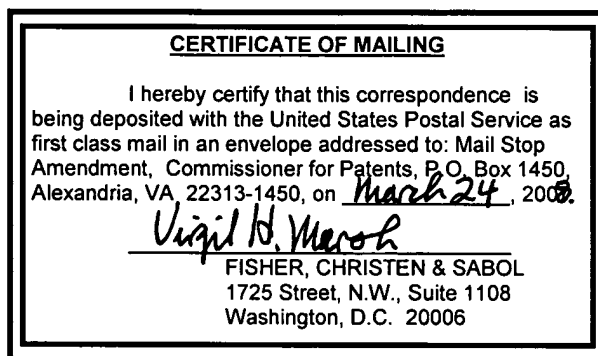 CERTIFICATE OF MAILING
I hereby certify that this correspondence is
being deposited with the United States Postal Service as
first class mail in an envelope addressed to: Mail Stop
Amendment, Commissioner for Patents, P.O. Box 1450,
Alexandria, VA 22313-1450, on March 24, 2008.
Virgil H. Marsh
FISHER, CHRISTEN & SABOL
1725 Street, N.W., Suite 1108
Washington, D.C. 20006